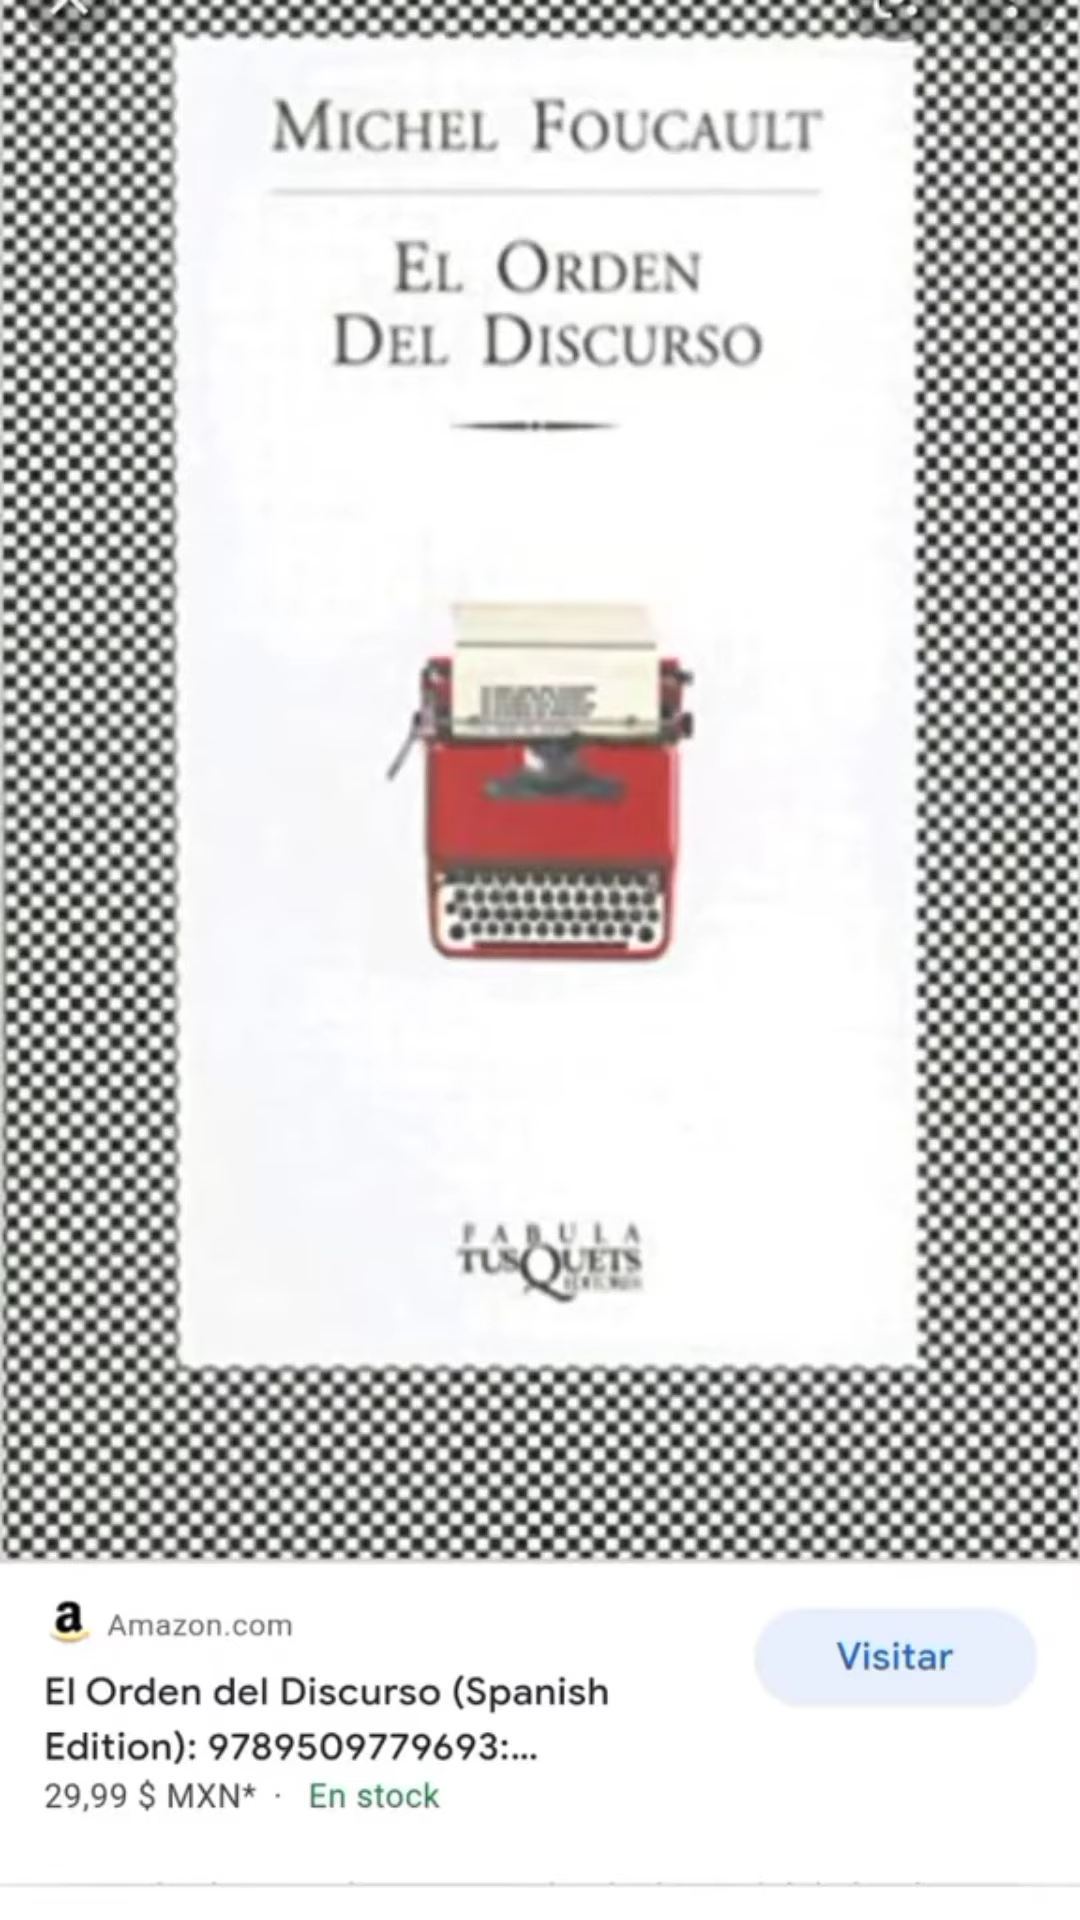 MICHEL FOUCAULT
EL ORDEN
DEL DISCURSO
FABULA
TUSQUETS
EDITORES
a Amazon.com
Visitar
El Orden del Discurso (Spanish
Edition): 9789509779693:...
29,99 $ MXN* · En stock